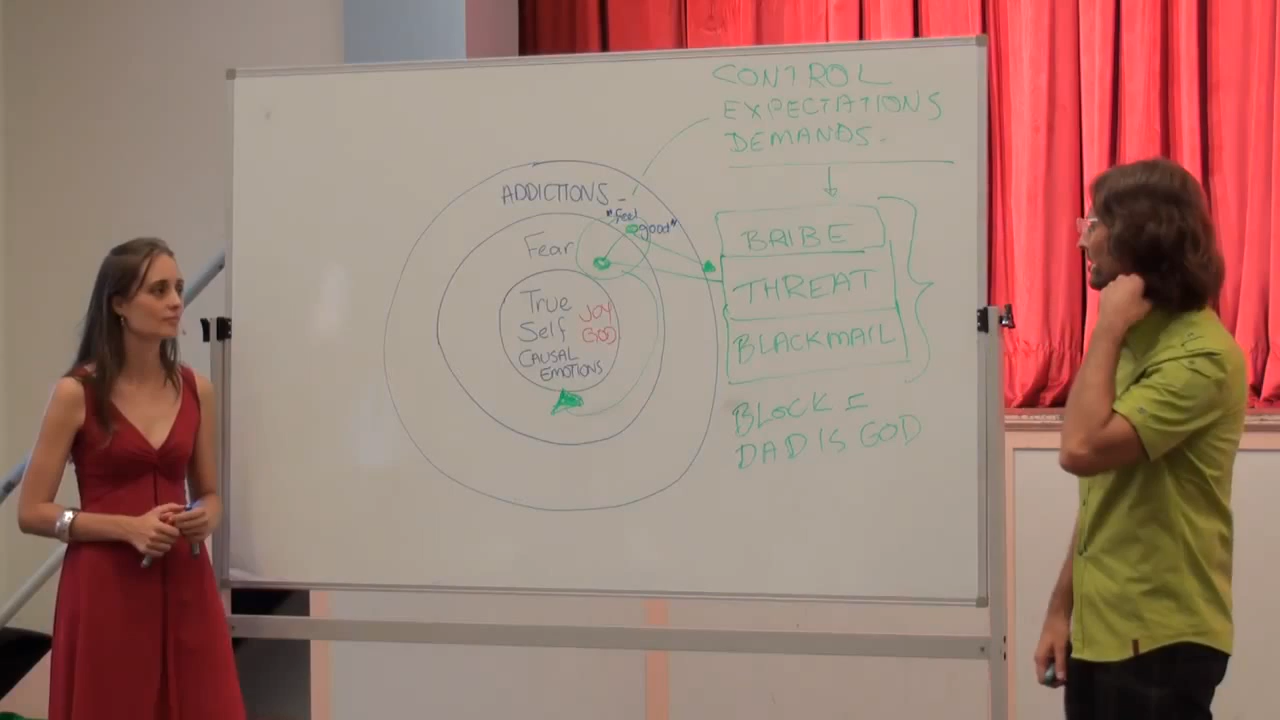 CONTROL
EXPECTATIONS
DEMANDS.
ADDICTIONS
"feel
good"
Fear
True
Self
JOY
GOD
CAUSAL
EMOTIONS
BRIBE
THREAT
BLACKMAIL
BLOCK =
DAD IS GOD